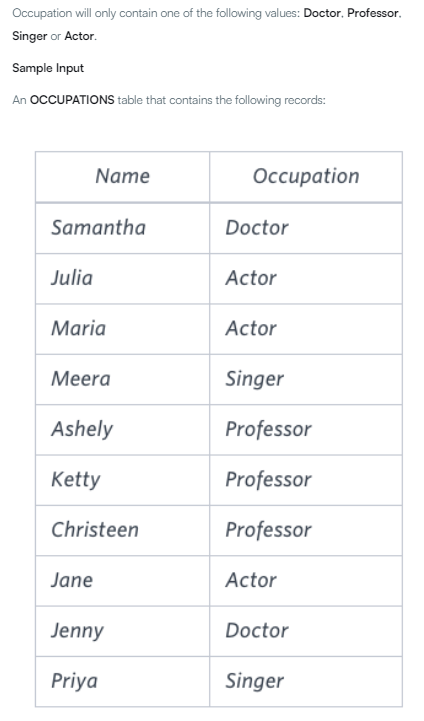 Occupation will only contain one of the following values: Doctor, Professor,
Singer or Actor.
Sample Input
An OCCUPATIONS table that contains the following records:
Name Occupation
Samantha Doctor
Julia Actor
Maria Actor
Meera Singer
Ashely Professor
Ketty Professor
Christeen Professor
Jane Actor
Jenny Doctor
Priya Singer